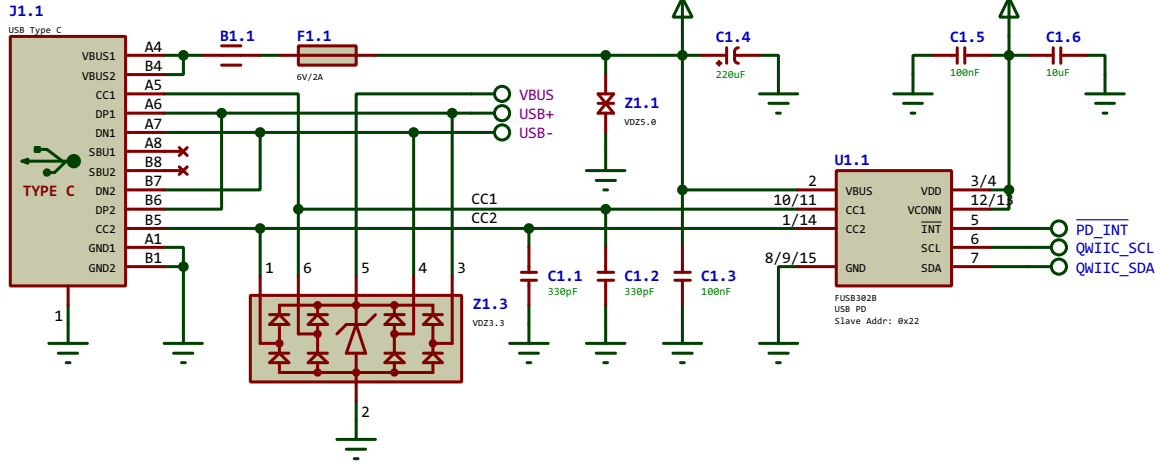 J1.1
USB Type C
VBUS1 A4
VBUS2 B4
CC1 A5
DP1 A6
DN1 A7
SBU1 A8
SBU2 B8
DN2 B7
DP2 B6
CC2 B5
GND1 A1
GND2 B1
TYPE C
1
B1.1
F1.1
6V/2A
VBUS
USB+
USB-
Z1.1
VDZ5.0
C1.4
220uF
C1.5
100nF
C1.6
10uF
CC1
CC2
1 6 5 4 3
Z1.3
VDZ3.3
2
C1.1
330pF
C1.2
330pF
C1.3
100nF
U1.1
2 VBUS
10/11 CC1
1/14 CC2
8/9/15 GND
VDD 3/4
VCONN 12/13
INT 5
SCL 6
SDA 7
PD_INT
QWIIC_SCL
QWIIC_SDA
FUSB302B
USB PD
Slave Addr: 0x22